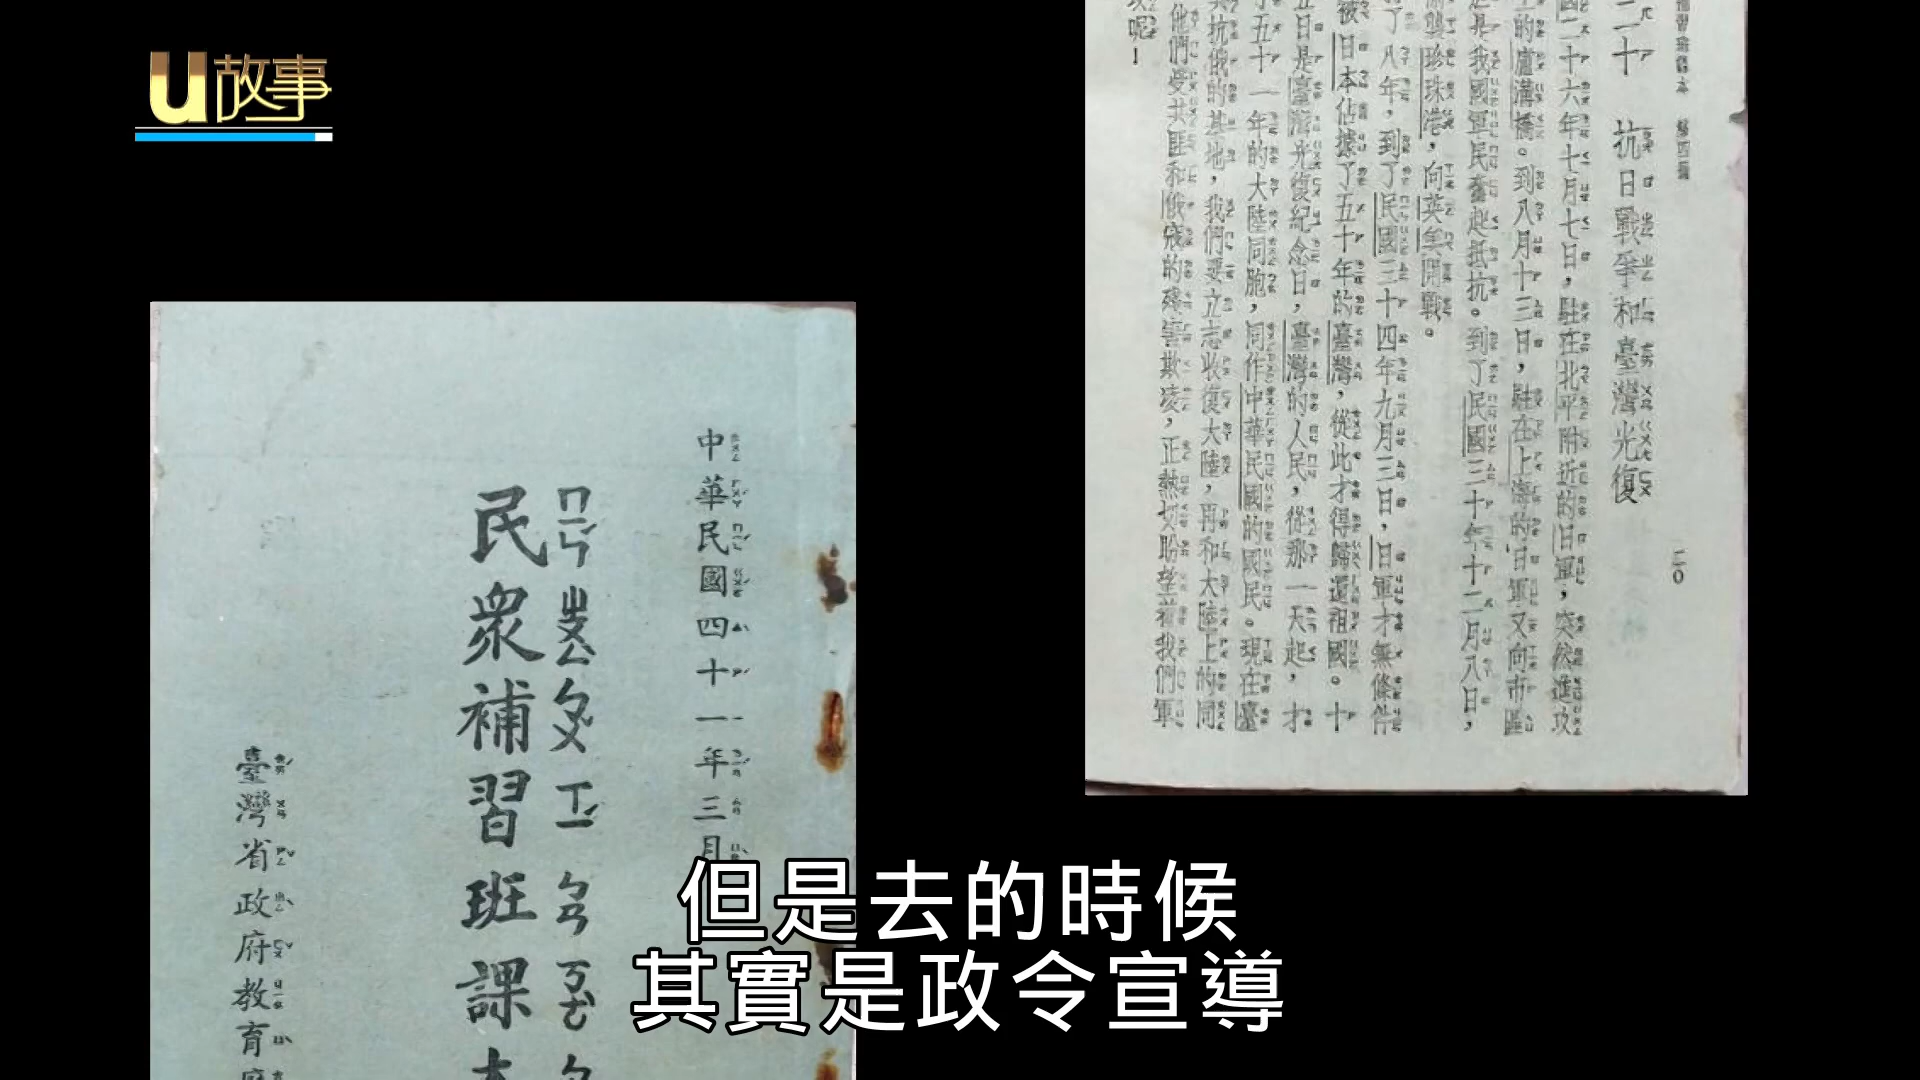 U故事
二十 抗日戰爭和臺灣光復
二〇
國二十六年七月七日，駐在北平附近的日軍，突然進攻
的盧溝橋。到八月十三日，駐在上海的日軍又向市區
是我國軍民奮起抵抗。到了民國三十年十二月八日，
偷襲珍珠港，向英美開戰。
了八年，到了民國三十四年九月三日，日軍才無條件
被日本佔據了五十年的臺灣，從此才得歸還祖國。十
五日是臺灣光復紀念日，臺灣的人民，從那一天起，才
五十一年的大陸同胞，同作中華民國的國民。現在臺
抗俄的基地，我們要立志收復大陸，再和大陸上的同
他們受共匪和俄寇的殘害欺凌，正熱切盼望著我們軍
呢！
中華民國四十一年三月
民眾補習班課本
ㄇㄧㄣˊ ㄓㄨㄥˋ ㄅㄨˇ ㄒㄧˊ ㄅㄢ ㄎㄜˋ ㄅ
臺灣省政府教育廳
但是去的時候
其實是政令宣導